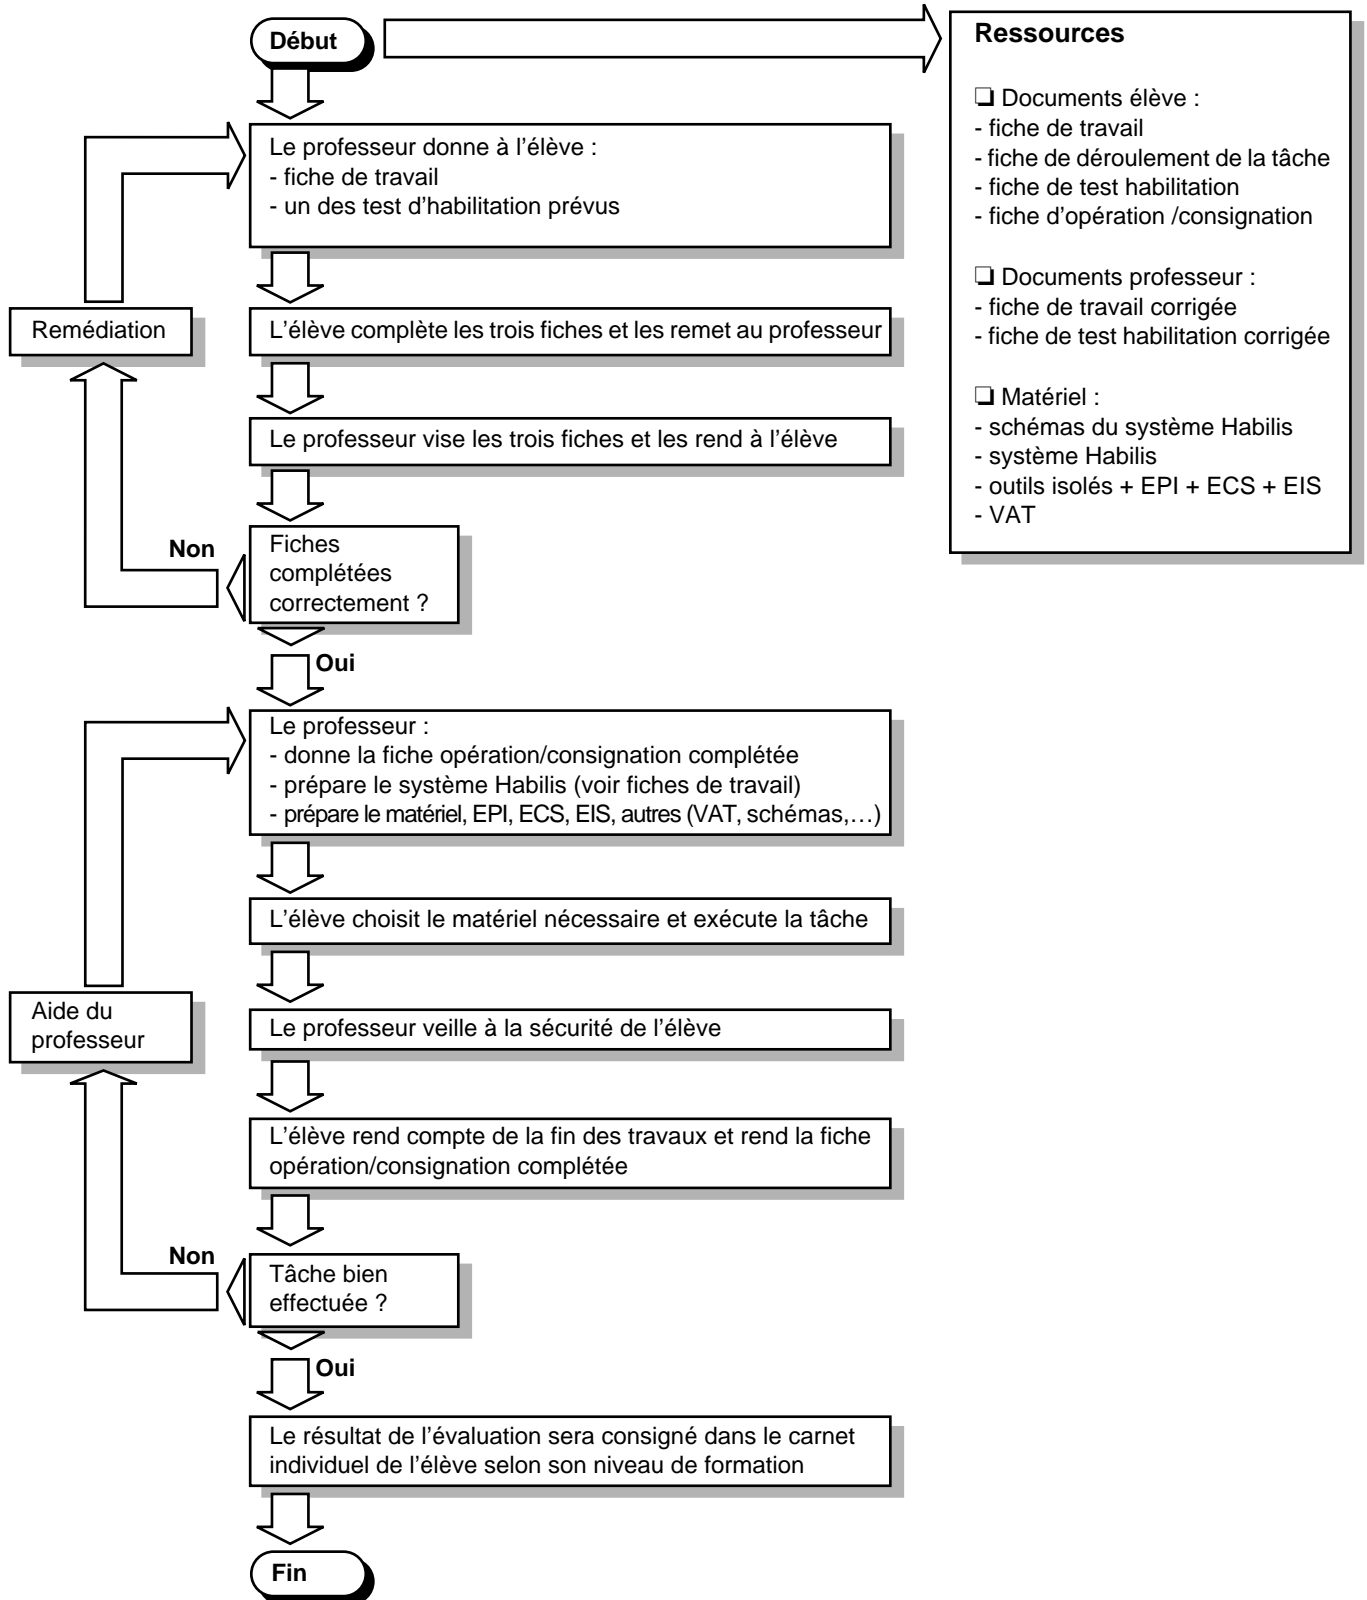 Début
Ressources
❏ Documents élève :
- fiche de travail
- fiche de déroulement de la tâche
- fiche de test habilitation
- fiche d'opération /consignation
❏ Documents professeur :
- fiche de travail corrigée
- fiche de test habilitation corrigée
❏ Matériel :
- schémas du système Habilis
- système Habilis
- outils isolés + EPI + ECS + EIS
- VAT
Le professeur donne à l'élève :
- fiche de travail
- un des test d'habilitation prévus
Remédiation
L'élève complète les trois fiches et les remet au professeur
Le professeur vise les trois fiches et les rend à l'élève
Non
Fiches
complétées
correctement ?
Oui
Le professeur :
- donne la fiche opération/consignation complétée
- prépare le système Habilis (voir fiches de travail)
- prépare le matériel, EPI, ECS, EIS, autres (VAT, schémas,…)
L'élève choisit le matériel nécessaire et exécute la tâche
Aide du
professeur
Le professeur veille à la sécurité de l'élève
L'élève rend compte de la fin des travaux et rend la fiche
opération/consignation complétée
Non
Tâche bien
effectuée ?
Oui
Le résultat de l'évaluation sera consigné dans le carnet
individuel de l'élève selon son niveau de formation
Fin